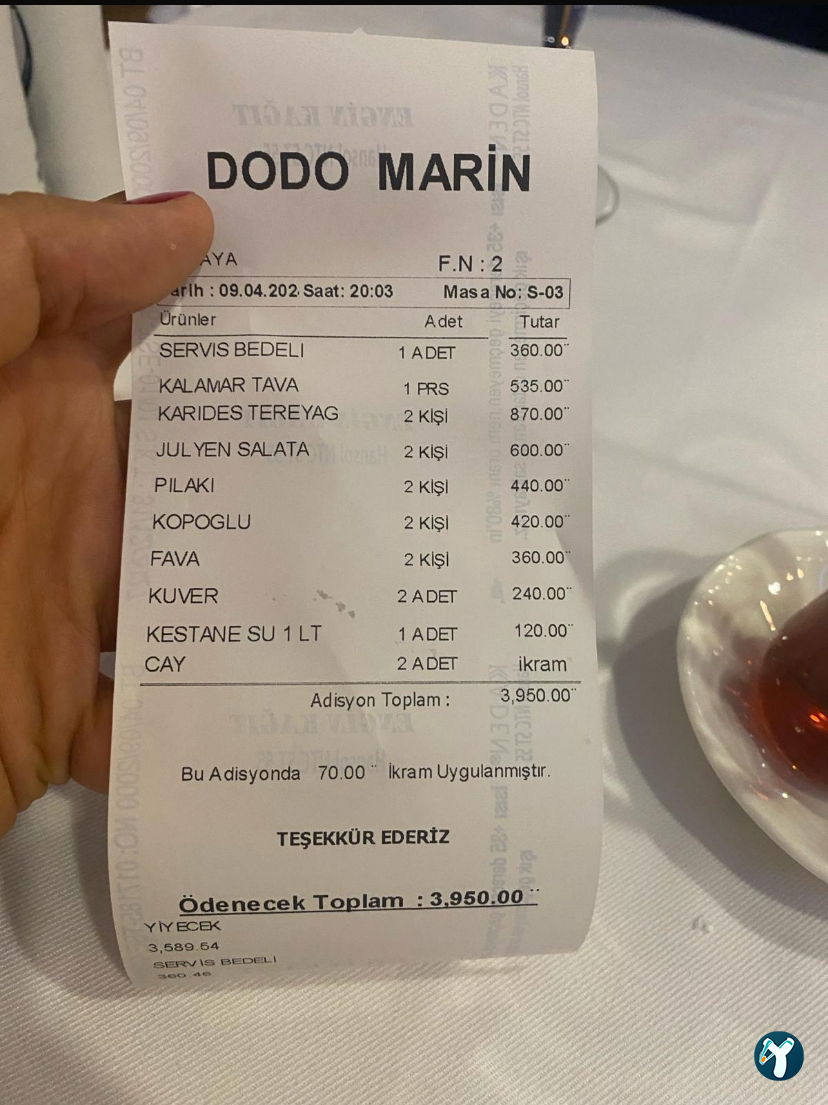 DODO MARİN
AYA F.N : 2
arih : 09.04.202 Saat: 20:03 Masa No: S-03
Ürünler Adet Tutar
SERVIS BEDELI 1 ADET 360.00
KALAMAR TAVA 1 PRS 535.00
KARIDES TEREYAG 2 KİŞİ 870.00
JULYEN SALATA 2 KİŞİ 600.00
PILAKI 2 KİŞİ 440.00
KOPOGLU 2 KİŞİ 420.00
FAVA 2 KİŞİ 360.00
KUVER 2 ADET 240.00
KESTANE SU 1 LT 1 ADET 120.00
CAY 2 ADET ikram
Adisyon Toplam : 3,950.00
Bu Adisyonda 70.00 İkram Uygulanmıştır.
TEŞEKKÜR EDERİZ
Ödenecek Toplam : 3,950.00
YİYECEK
3,589.54
SERVİS BEDELİ
360.46